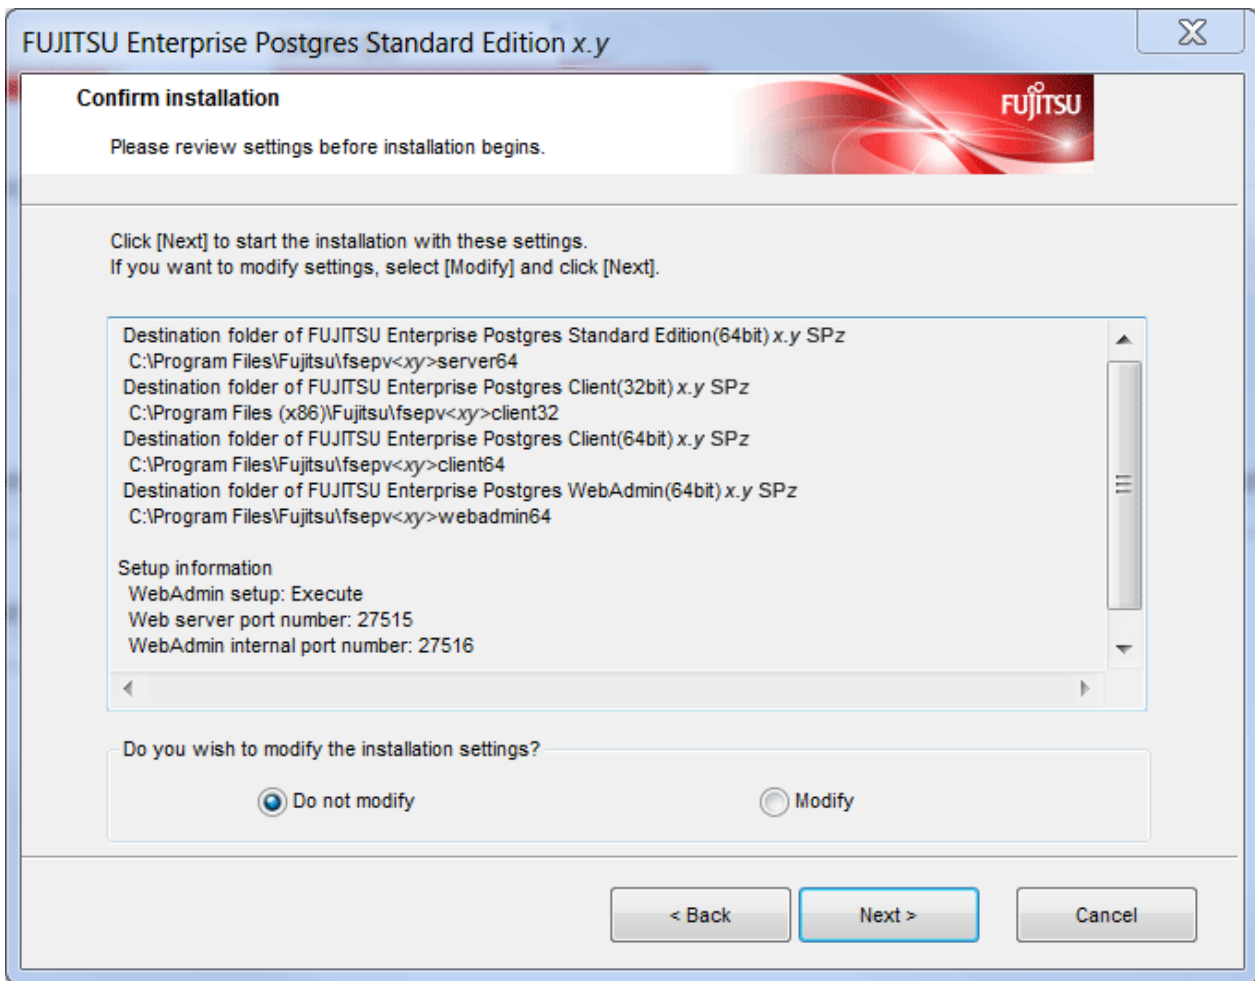 FUJITSU Enterprise Postgres Standard Edition x.y
Confirm installation
FUJITSU
Please review settings before installation begins.
Click [Next] to start the installation with these settings.
If you want to modify settings, select [Modify] and click [Next].
Destination folder of FUJITSU Enterprise Postgres Standard Edition(64bit) x.y SPz
C:\Program Files\Fujitsu\fsepv<xy>server64
Destination folder of FUJITSU Enterprise Postgres Client(32bit) x.y SPz
C:\Program Files (x86)\Fujitsu\fsepv<xy>client32
Destination folder of FUJITSU Enterprise Postgres Client(64bit) x.y SPz
C:\Program Files\Fujitsu\fsepv<xy>client64
Destination folder of FUJITSU Enterprise Postgres WebAdmin(64bit) x.y SPz
C:\Program Files\Fujitsu\fsepv<xy>webadmin64
Setup information
WebAdmin setup: Execute
Web server port number: 27515
WebAdmin internal port number: 27516
Do you wish to modify the installation settings?
Do not modify
Modify
< Back
Next >
Cancel